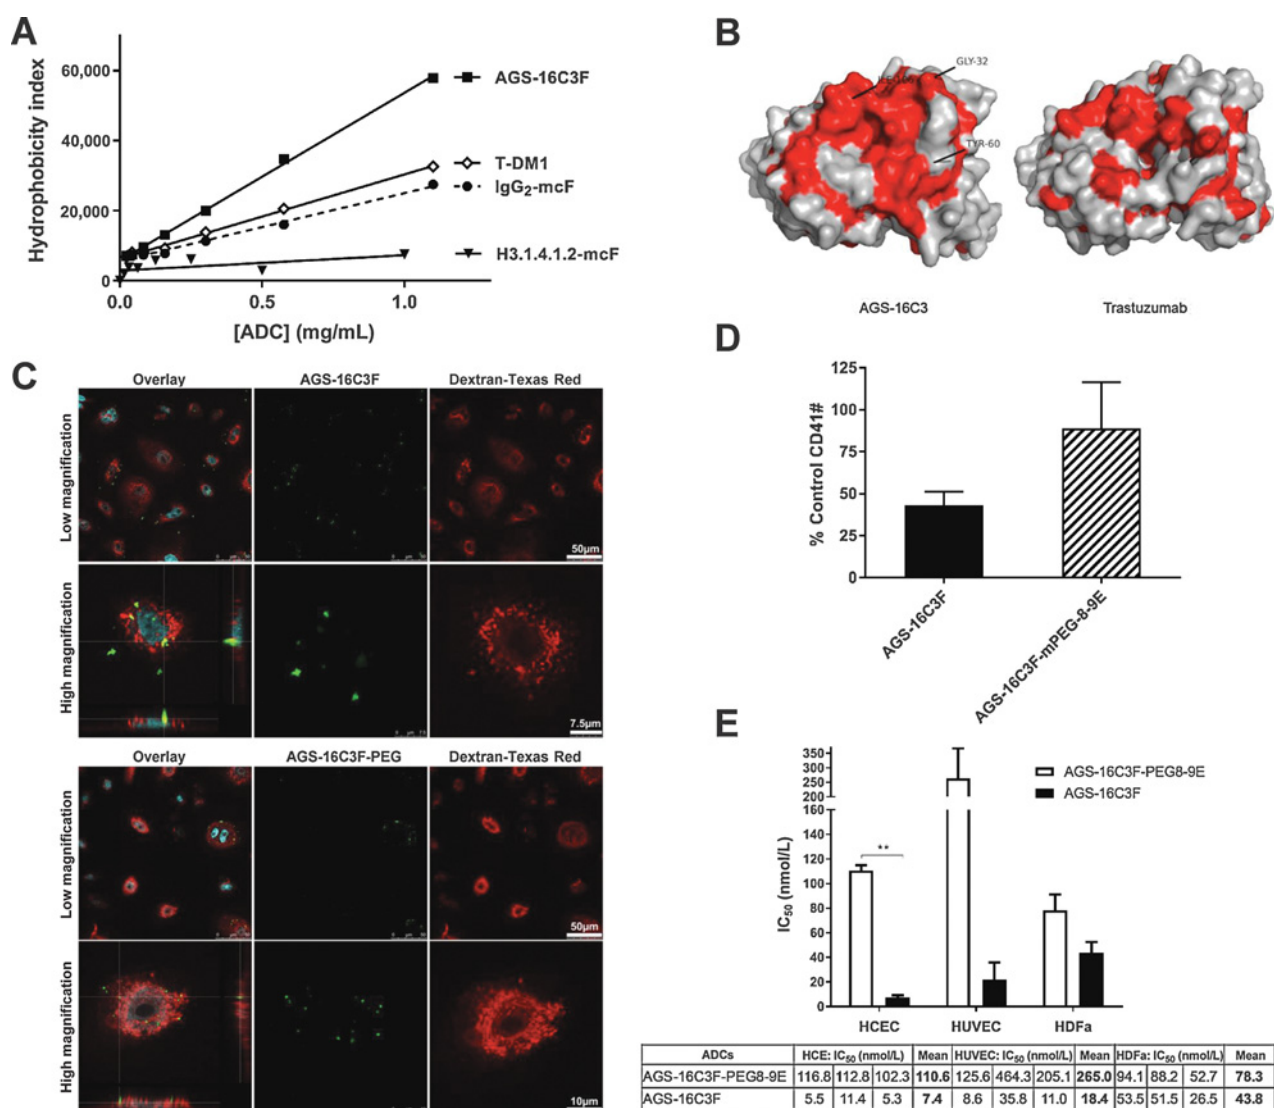 A
Hydrophobicity index
60,000
40,000
20,000
0
0.0
0.5
1.0
[ADC] (mg/mL)
AGS-16C3F
T-DM1
IgG2-mcF
H3.1.4.1.2-mcF
B
GLY-32
TYR-60
AGS-16C3
Trastuzumab
C
Overlay
AGS-16C3F
Dextran-Texas Red
Low magnification
50µm
High magnification
7.5µm
Overlay
AGS-16C3F-PEG
Dextran-Texas Red
Low magnification
50µm
High magnification
10µm
D
% Control CD41#
125
100
75
50
25
0
AGS-16C3F
AGS-16C3F-mPEG-8-9E
E
IC50 (nmol/L)
350
300
250
200
160
140
120
100
80
60
40
20
0
**
AGS-16C3F-PEG8-9E
AGS-16C3F
HCEC
HUVEC
HDFa
ADCs HCE: IC50 (nmol/L) Mean HUVEC: IC50 (nmol/L) Mean HDFa: IC50 (nmol/L) Mean
AGS-16C3F-PEG8-9E 116.8 112.8 102.3 110.6 125.6 464.3 205.1 265.0 94.1 88.2 52.7 78.3
AGS-16C3F 5.5 11.4 5.3 7.4 8.6 35.8 11.0 18.4 53.5 51.5 26.5 43.8